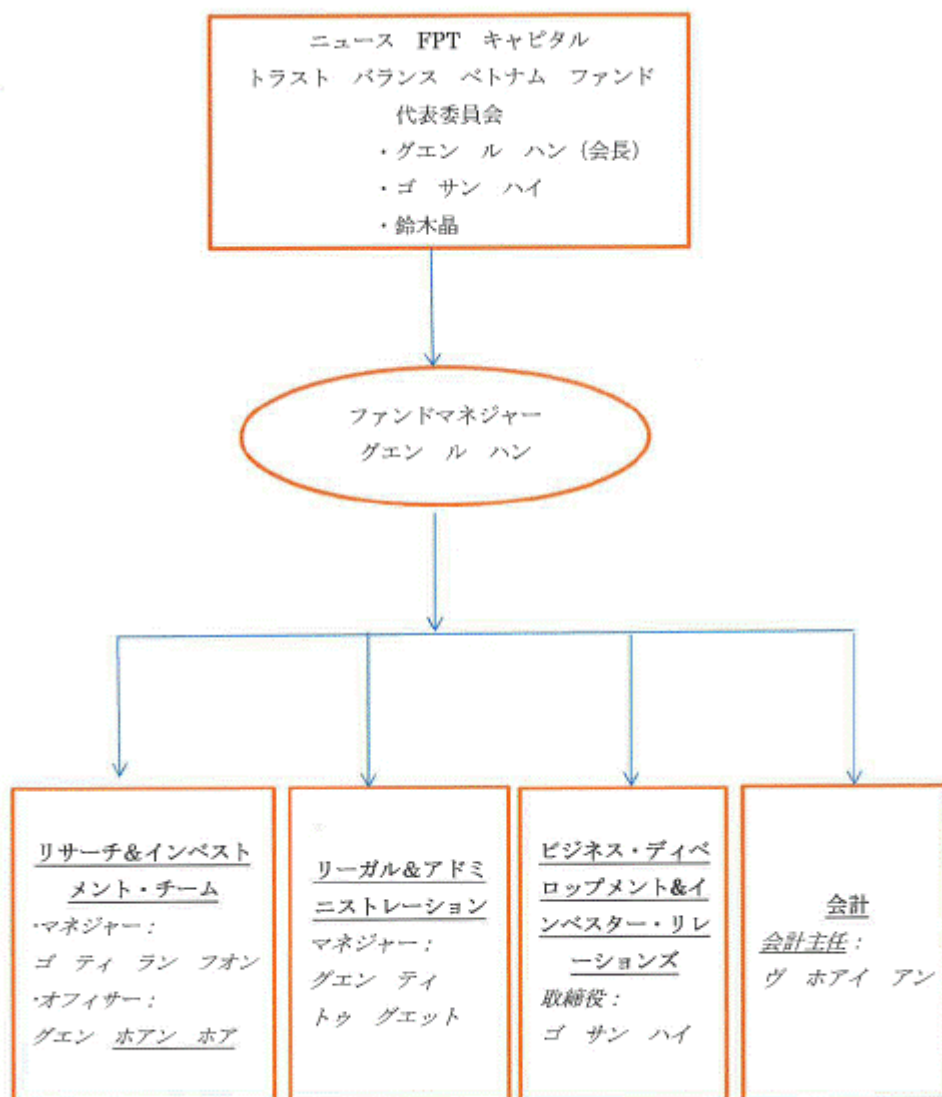 ニュース FPT キャピタル
トラスト バランス ベトナム ファンド
代表委員会
・グエン ル ハン (会長)
・ゴ サン ハイ
・鈴木晶
ファンドマネジャー
グエン ル ハン
リサーチ&インベスト
メント・チーム
・マネジャー:
ゴ ティ ラン フオン
・オフィサー:
グエン ホアン ホア
リーガル&アドミ
ニストレーション
マネジャー:
グエン ティ
トゥ グエット
ビジネス・ディベ
ロップメント&イ
ンベスター・リレ
ーションズ
取締役:
ゴ サン ハイ
会計
会計主任:
ヴ ホアイ アン